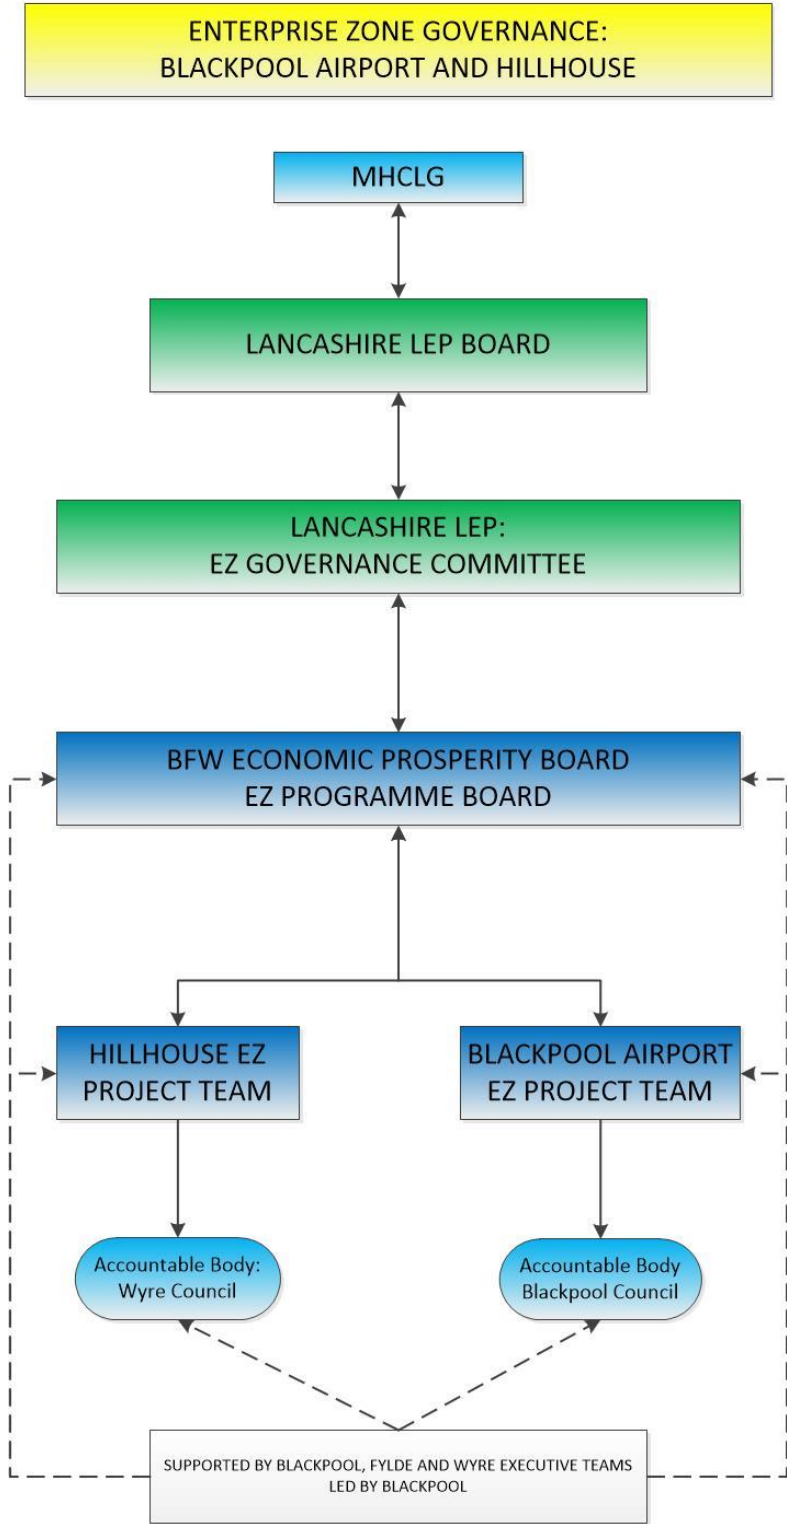 ENTERPRISE ZONE GOVERNANCE:
BLACKPOOL AIRPORT AND HILLHOUSE
MHCLG
LANCASHIRE LEP BOARD
LANCASHIRE LEP:
EZ GOVERNANCE COMMITTEE
BFW ECONOMIC PROSPERITY BOARD
EZ PROGRAMME BOARD
HILLHOUSE EZ
PROJECT TEAM
BLACKPOOL AIRPORT
EZ PROJECT TEAM
Accountable Body:
Wyre Council
Accountable Body
Blackpool Council
SUPPORTED BY BLACKPOOL, FYLDE AND WYRE EXECUTIVE TEAMS
LED BY BLACKPOOL